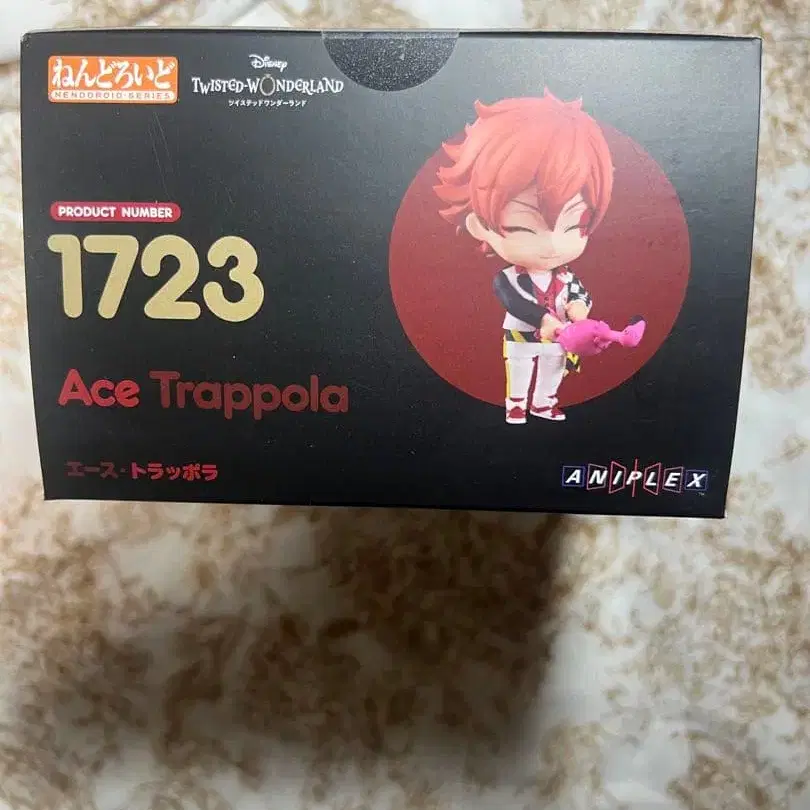 ねんどろいど
NENDOROID SERIES
Disney
TWISTED-WONDERLAND
ツイステッドワンダーランド
PRODUCT NUMBER
1723
Ace Trappola
エース・トラッポラ
ANIPLEX
TM